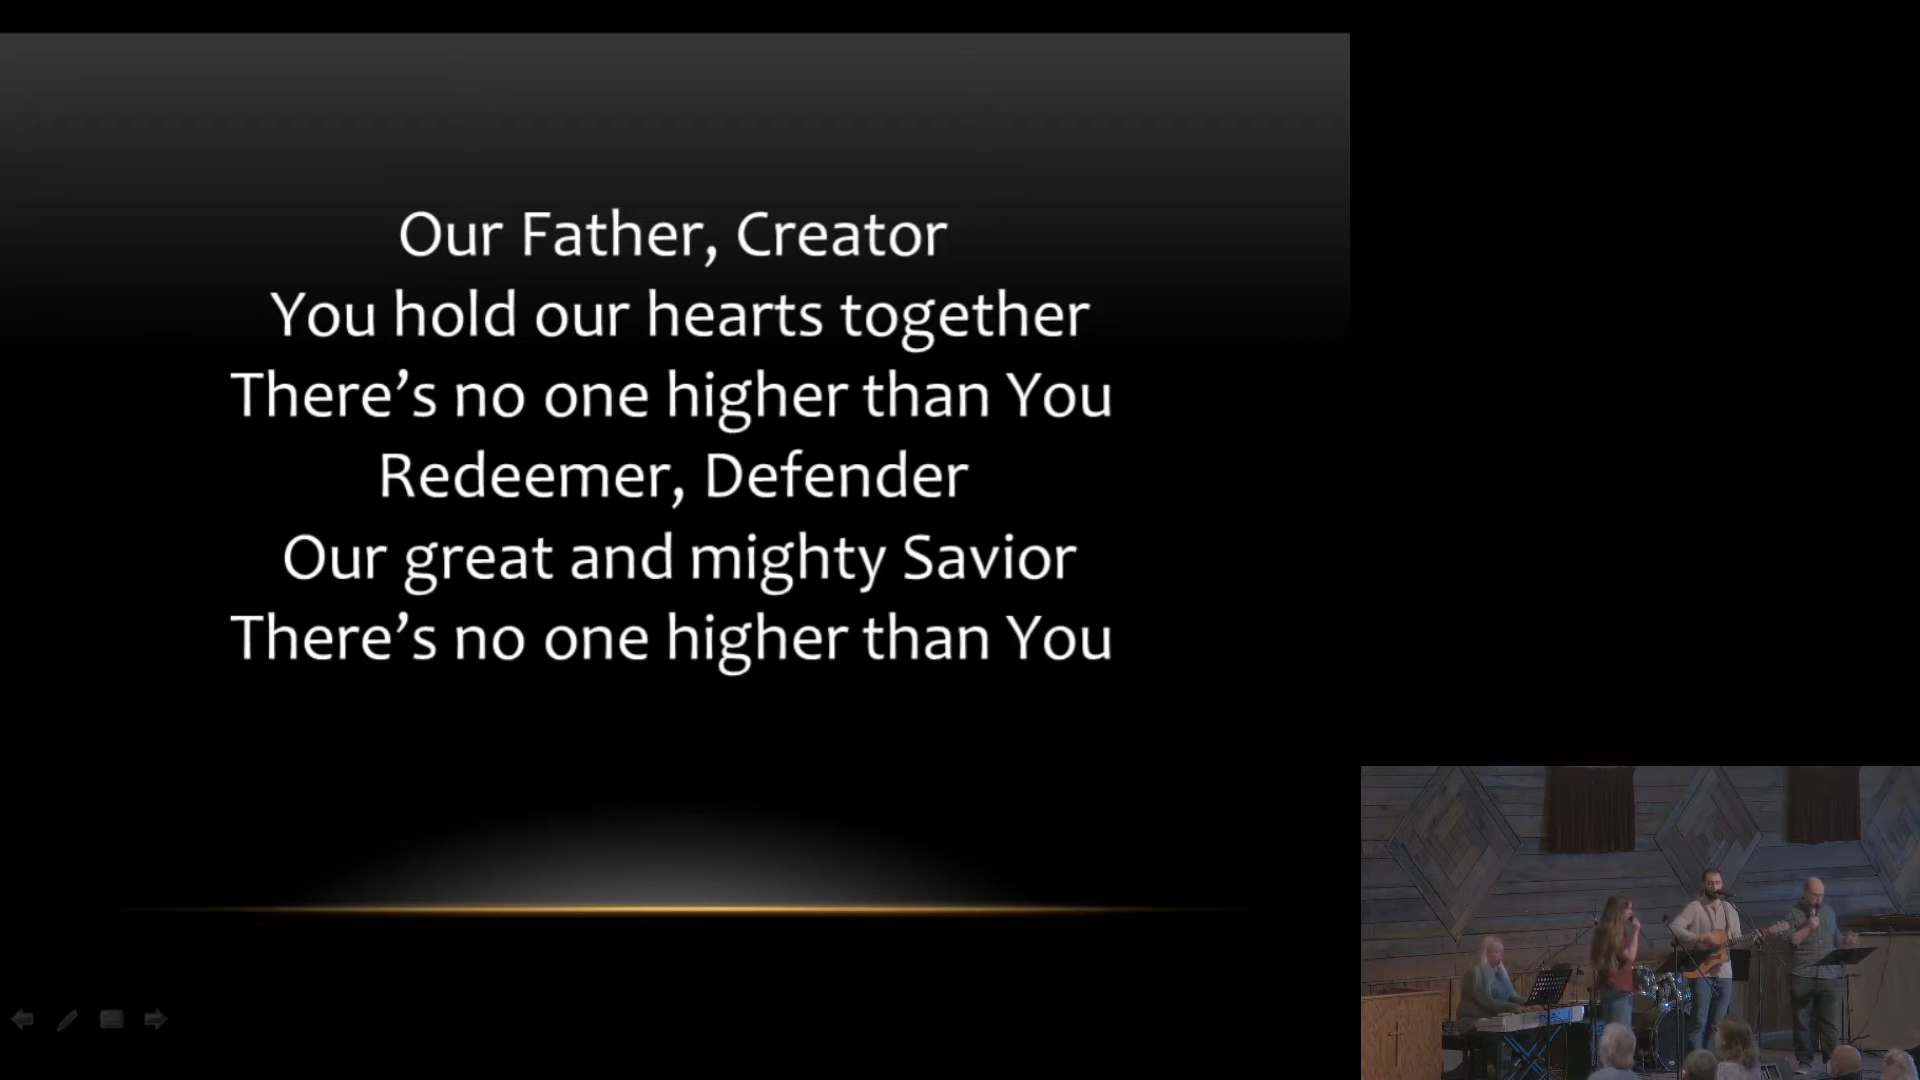 Our Father, Creator
You hold our hearts together
There’s no one higher than You
Redeemer, Defender
Our great and mighty Savior
There’s no one higher than You